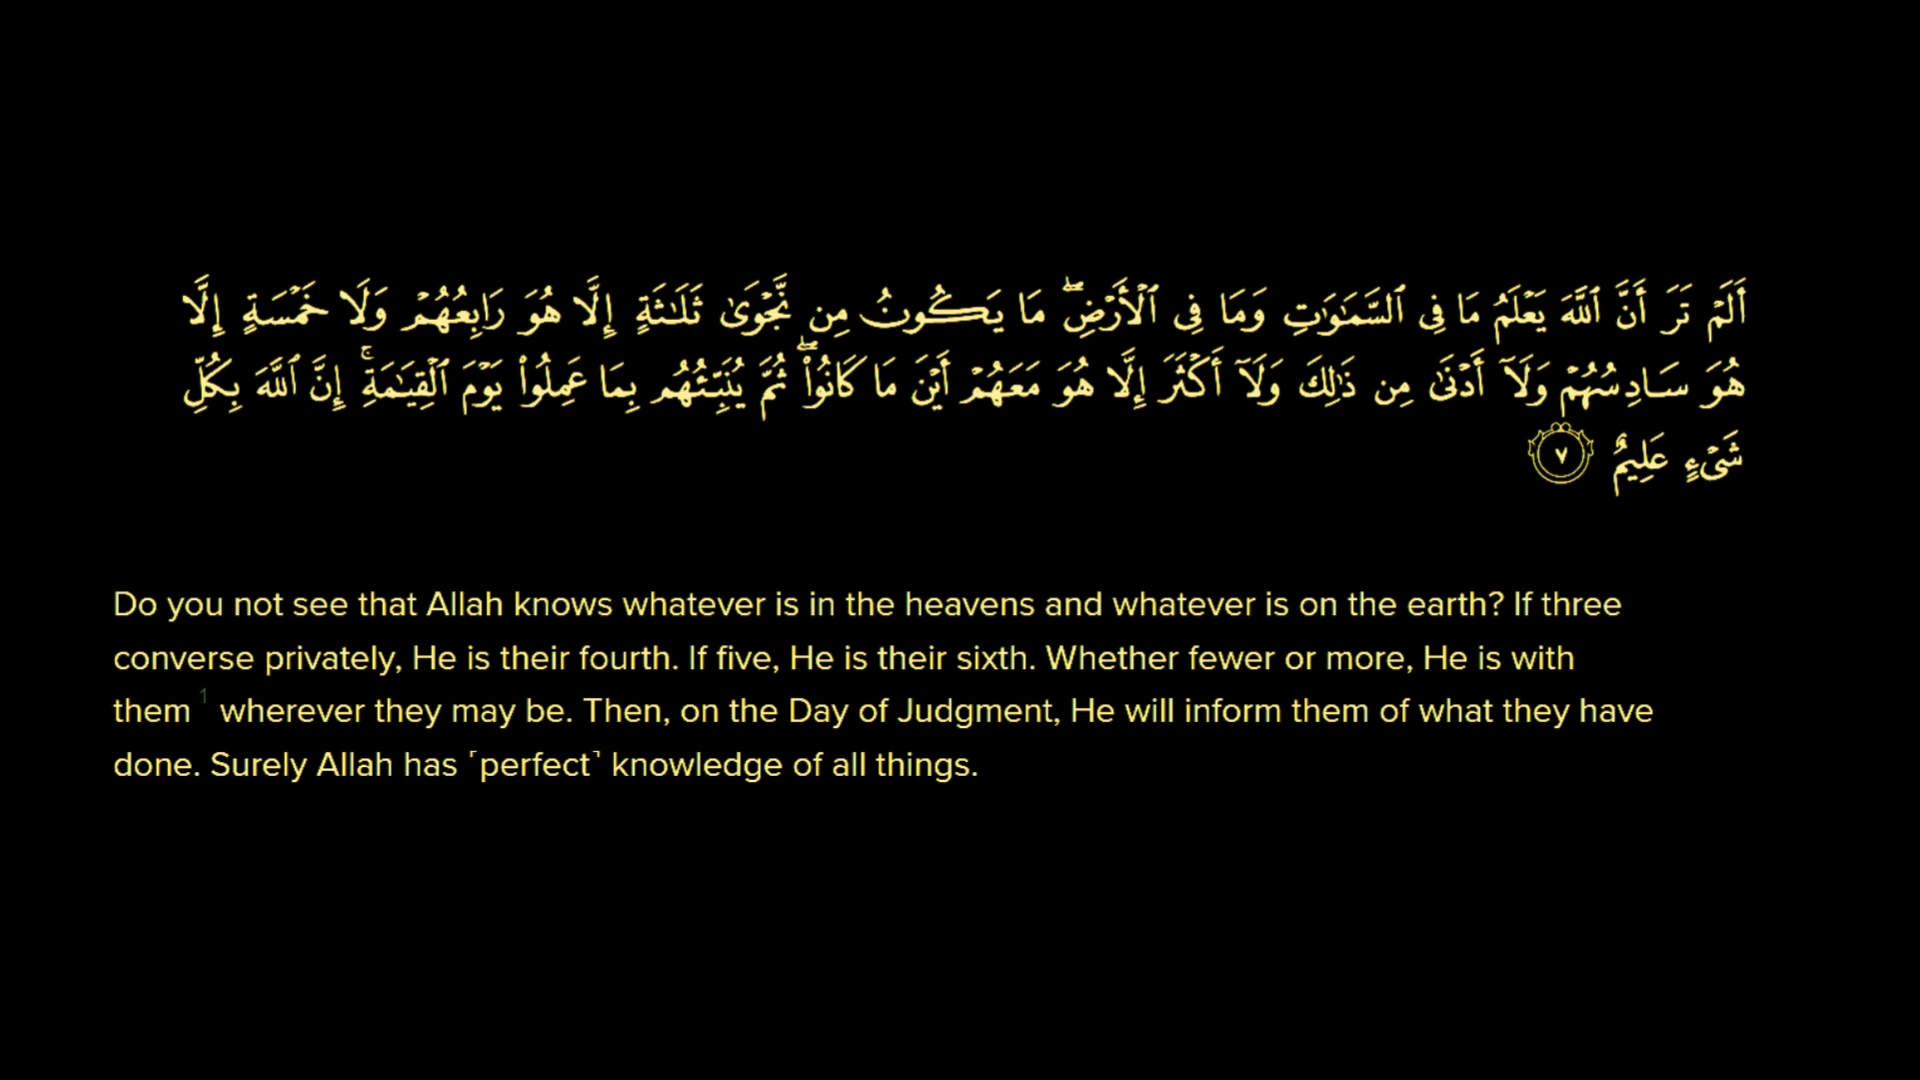 أَلَمْ تَرَ أَنَّ ٱللَّهَ يَعْلَمُ مَا فِى ٱلسَّمَـٰوَٰتِ وَمَا فِى ٱلْأَرْضِ ۖ مَا يَكُونُ مِن نَّجْوَىٰ ثَلَـٰثَةٍ إِلَّا هُوَ رَابِعُهُمْ وَلَا خَمْسَةٍ إِلَّا
هُوَ سَادِسُهُمْ وَلَآ أَدْنَىٰ مِن ذَٰلِكَ وَلَآ أَكْثَرَ إِلَّا هُوَ مَعَهُمْ أَيْنَ مَا كَانُوا۟ ۖ ثُمَّ يُنَبِّئُهُم بِمَا عَمِلُوا۟ يَوْمَ ٱلْقِيَـٰمَةِ ۚ إِنَّ ٱللَّهَ بِكُلِّ
شَىْءٍ عَلِيمٌ ٧
Do you not see that Allah knows whatever is in the heavens and whatever is on the earth? If three
converse privately, He is their fourth. If five, He is their sixth. Whether fewer or more, He is with
them ¹ wherever they may be. Then, on the Day of Judgment, He will inform them of what they have
done. Surely Allah has ˹perfect˺ knowledge of all things.